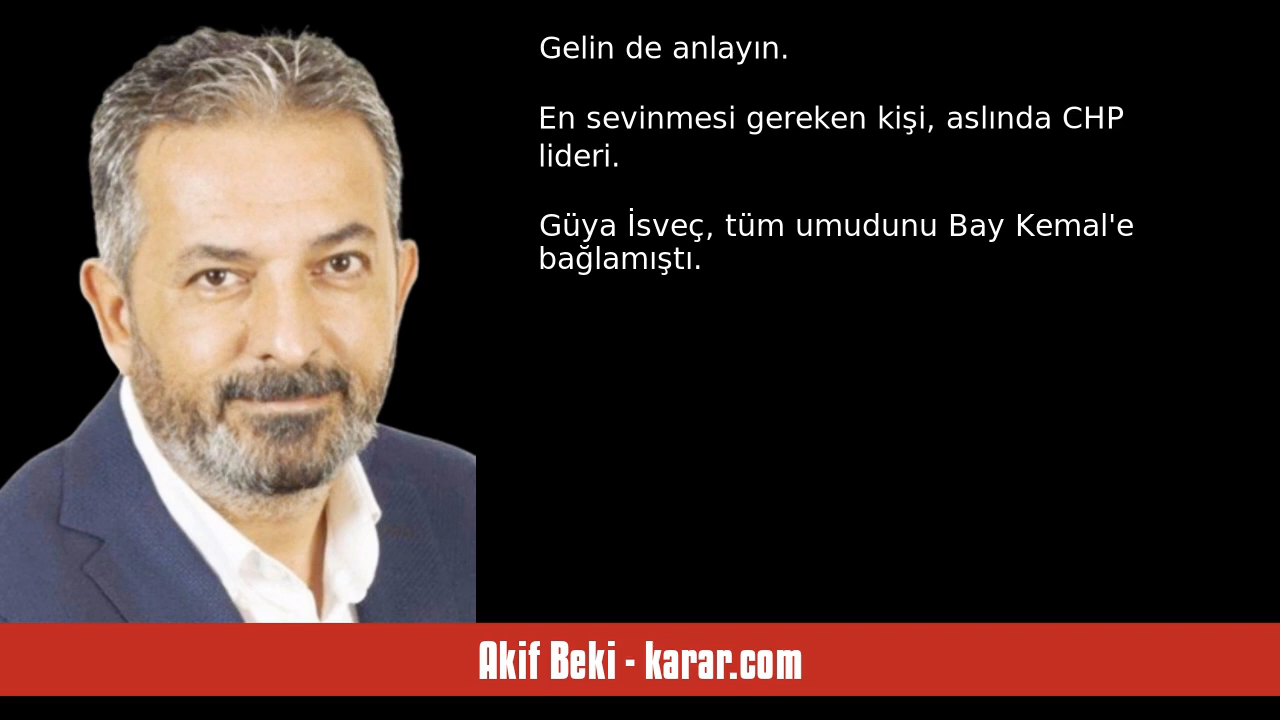 Gelin de anlayın.
En sevinmesi gereken kişi, aslında CHP
lideri.
Güya İsveç, tüm umudunu Bay Kemal'e
bağlamıştı.
Akif Beki - karar.com